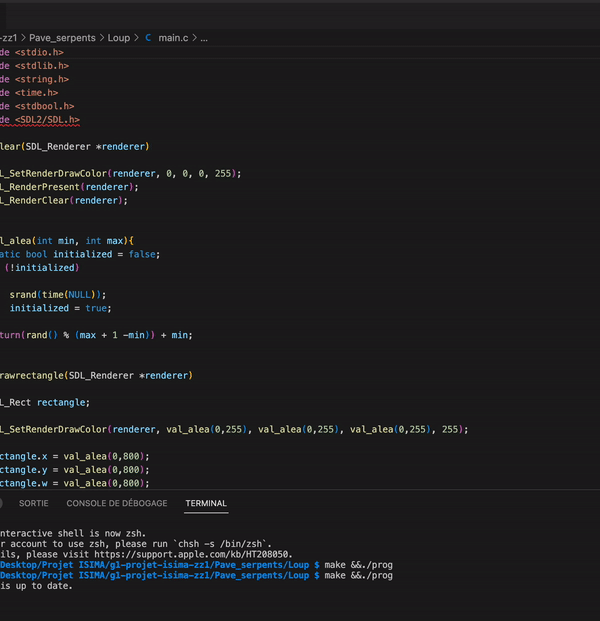 -zz1 > Pave_serpents > Loup > C main.c > ...
de <stdio.h>
de <stdlib.h>
de <string.h>
de <time.h>
de <stdbool.h>
de <SDL2/SDL.h>
lear(SDL_Renderer *renderer)
L_SetRenderDrawColor(renderer, 0, 0, 0, 255);
L_RenderPresent(renderer);
L_RenderClear(renderer);
l_alea(int min, int max){
atic bool initialized = false;
(!initialized)
srand(time(NULL));
initialized = true;
turn(rand() % (max + 1 -min)) + min;
rawrectangle(SDL_Renderer *renderer)
L_Rect rectangle;
L_SetRenderDrawColor(renderer, val_alea(0,255), val_alea(0,255), val_alea(0,255), 255);
ctangle.x = val_alea(0,800);
ctangle.y = val_alea(0,800);
ctangle.w = val_alea(0,800);
SORTIE CONSOLE DE DÉBOGAGE TERMINAL
nteractive shell is now zsh.
r account to use zsh, please run `chsh -s /bin/zsh`.
ils, please visit https://support.apple.com/kb/HT208050.
Desktop/Projet ISIMA/g1-projet-isima-zz1/Pave_serpents/Loup $ make &&./prog
Desktop/Projet ISIMA/g1-projet-isima-zz1/Pave_serpents/Loup $ make &&./prog
is up to date.